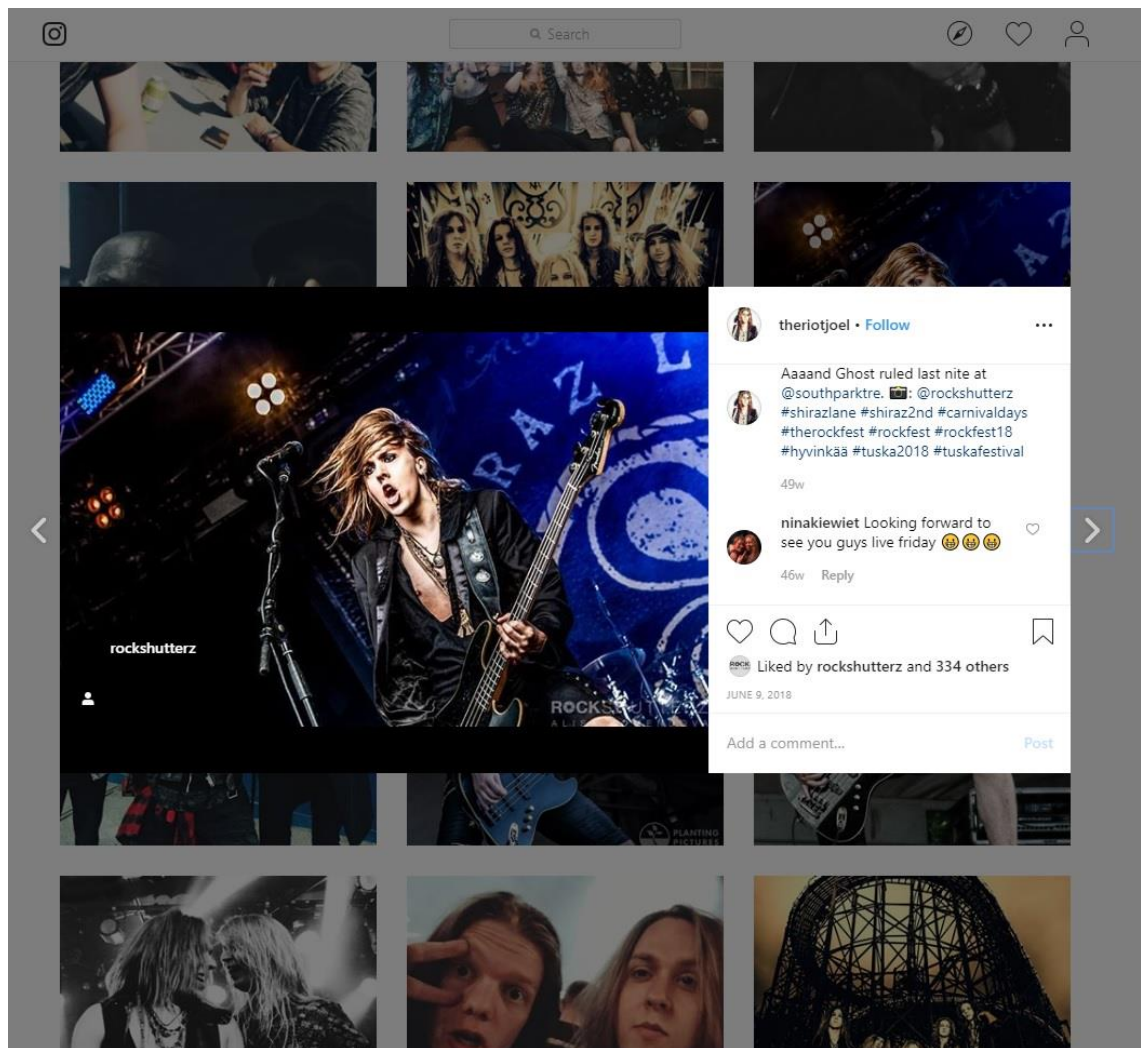 Search
theriotjoel • Follow
Aaaand Ghost ruled last nite at
@southparktre. 📷: @rockshutterz
#shirazlane #shiraz2nd #carnivaldays
#therockfest #rockfest #rockfest18
#hyvinkää #tuska2018 #tuskafestival
49w
ninakiewiet Looking forward to
see you guys live friday 😁😁😁
46w Reply
Liked by rockshutterz and 334 others
JUNE 9, 2018
Add a comment... Post
RAZ L
rockshutterz
ROCKSHUTTERZ
PLANTING
PICTURES